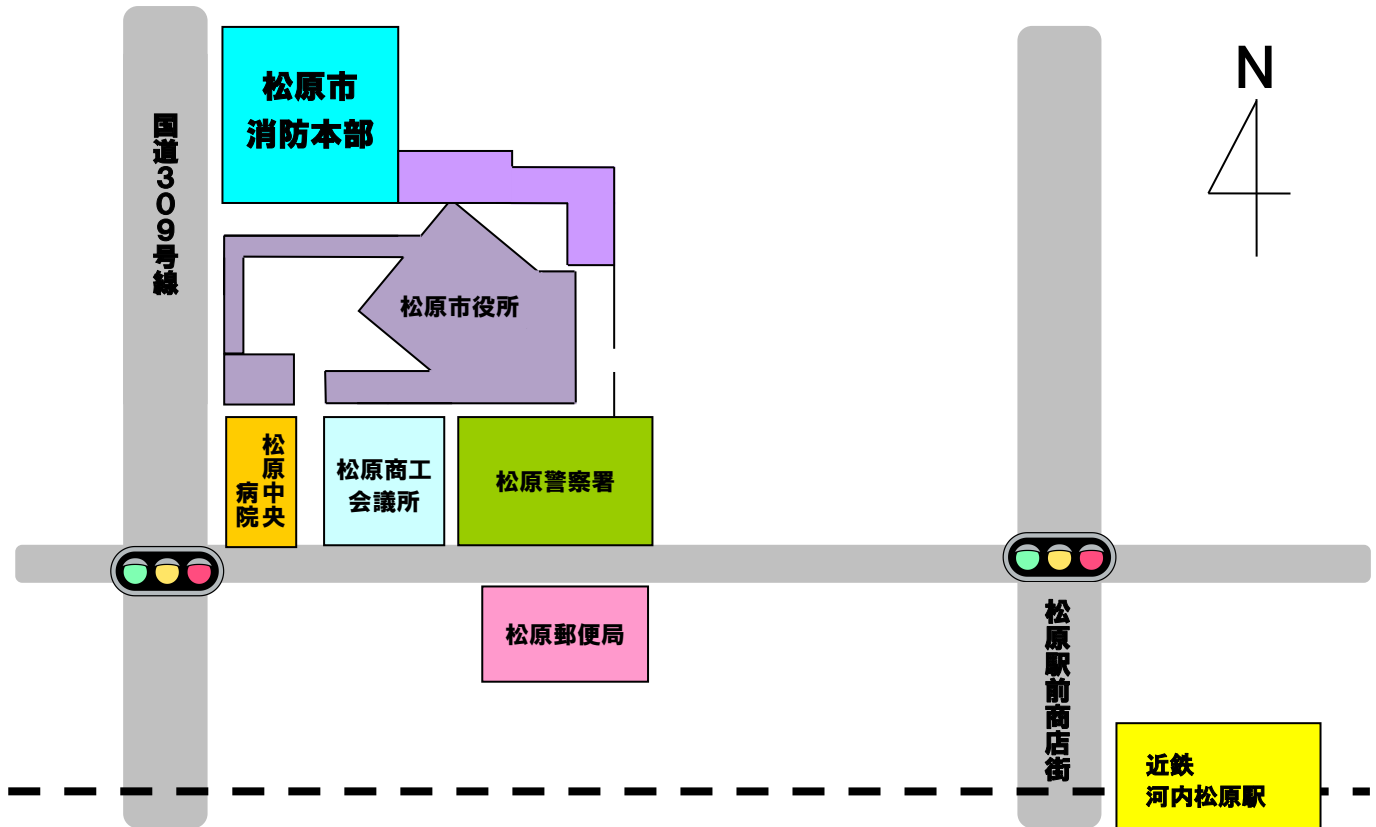 松原市
消防本部
N
国道３０９号線
松原市役所
松原中央
病院
松原商工
会議所
松原警察署
松原郵便局
松原駅前商店街
近鉄
河内松原駅